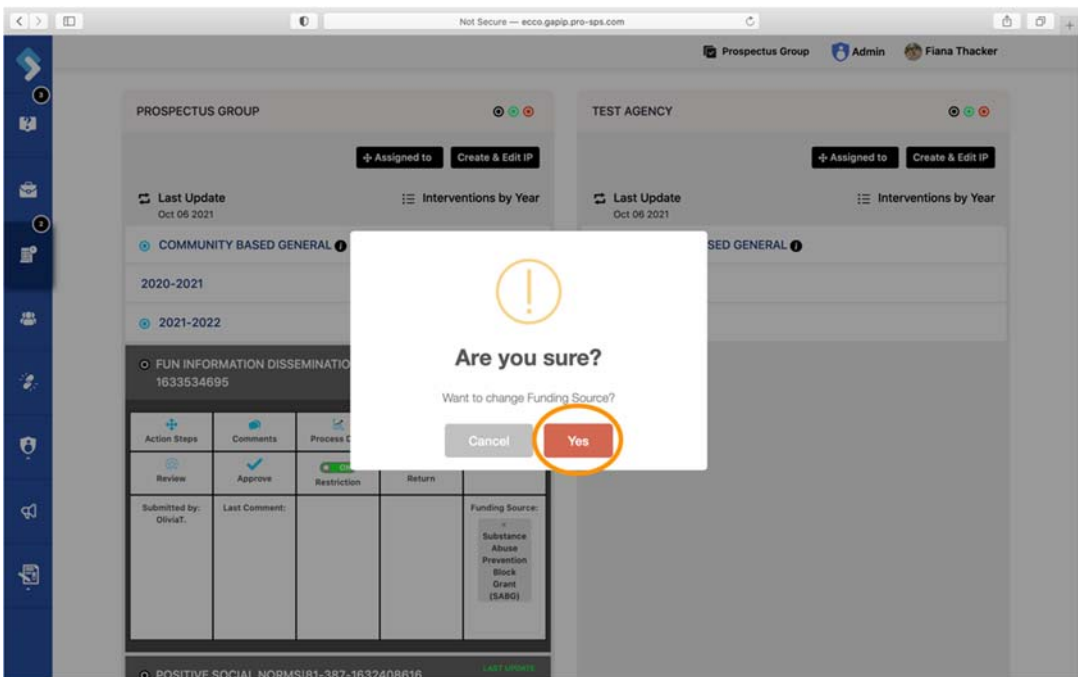 Not Secure — ecco.gapip.pro-sps.com
Prospectus Group Admin Fiana Thacker
3
PROSPECTUS GROUP
Assigned to Create & Edit IP
Last Update Interventions by Year
Oct 06 2021
COMMUNITY BASED GENERAL
2020-2021
2021-2022
FUN INFORMATION DISSEMINATIO
1633534695
Action Steps Comments Process
Review Approve ON Restriction Return
Submitted by:
OliviaT.
Last Comment:
Funding Source:
×
Substance
Abuse
Prevention
Block
Grant
(SABG)
POSITIVE SOCIAL NORMS|81-387-1632408616
LAST UPDATE
TEST AGENCY
Assigned to Create & Edit IP
Last Update Interventions by Year
Oct 06 2021
SED GENERAL
Are you sure?
Want to change Funding Source?
Cancel Yes